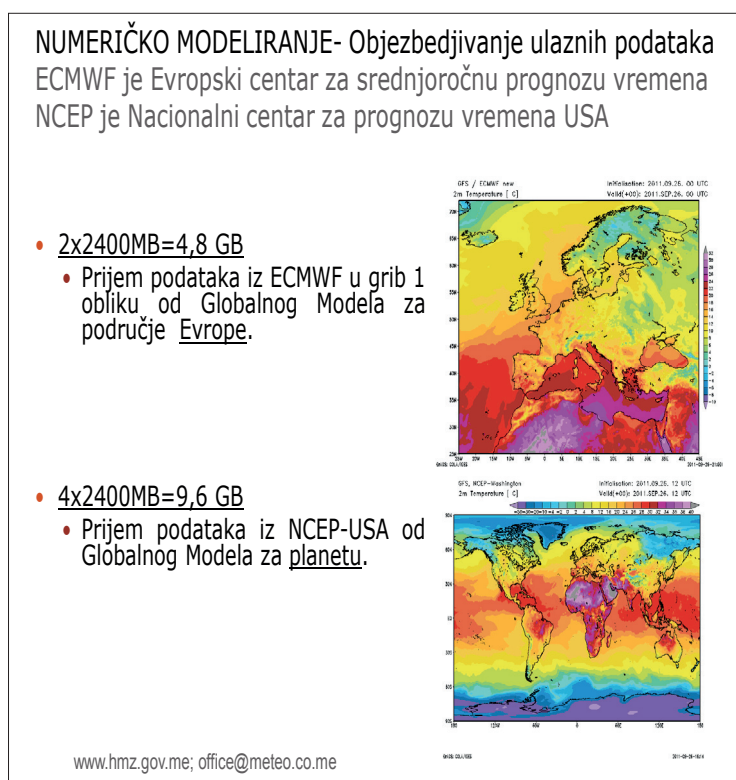 NUMERIČKO MODELIRANJE- Objezbedjivanje ulaznih podataka
ECMWF je Evropski centar za srednjoročnu prognozu vremena
NCEP je Nacionalni centar za prognozu vremena USA
• 2x2400MB=4,8 GB
• Prijem podataka iz ECMWF u grib 1
obliku od Globalnog Modela za
područje Evrope.
GFS / ECMWF new
Initialisation: 2011.09.25. 00 UTC
2m Temperature [ C]
Valid(+00): 2011.SEP.26. 00 UTC
• 4x2400MB=9,6 GB
• Prijem podataka iz NCEP-USA od
Globalnog Modela za planetu.
GFS, NCEP-Washington
Initialisation: 2011.09.25. 12 UTC
2m Temperature [ C]
Valid(+00): 2011.SEP.26. 12 UTC
www.hmz.gov.me; office@meteo.co.me